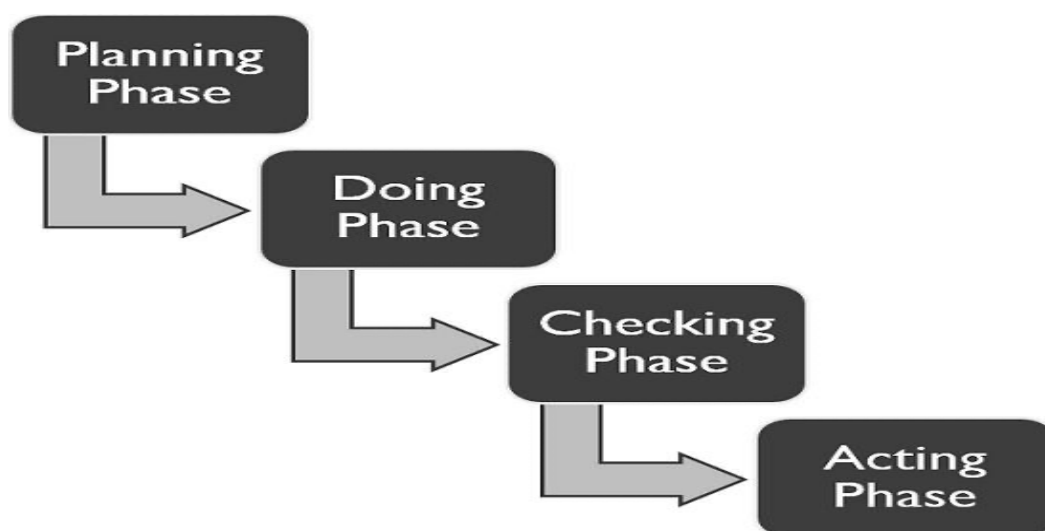 Planning
Phase
Doing
Phase
Checking
Phase
Acting
Phase